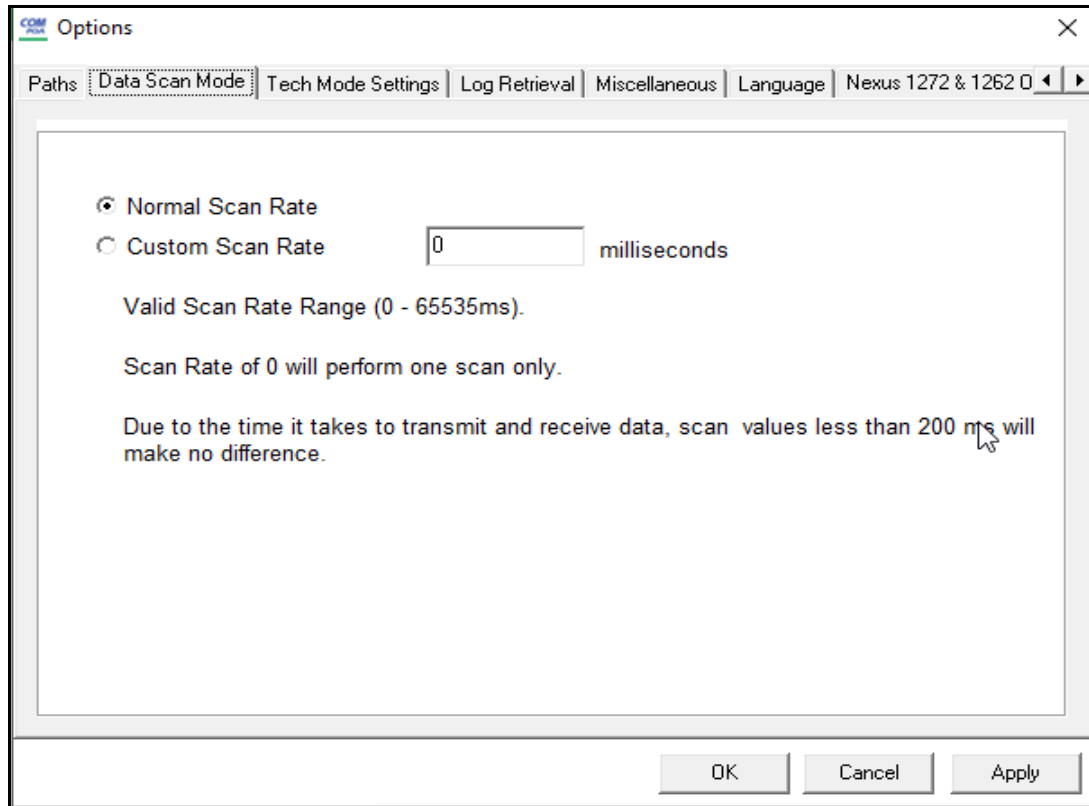 COM PQA Options
Paths Data Scan Mode Tech Mode Settings Log Retrieval Miscellaneous Language Nexus 1272 & 1262 O
Normal Scan Rate
Custom Scan Rate 0 milliseconds
Valid Scan Rate Range (0 - 65535ms).
Scan Rate of 0 will perform one scan only.
Due to the time it takes to transmit and receive data, scan values less than 200 ms will
make no difference.
OK Cancel Apply